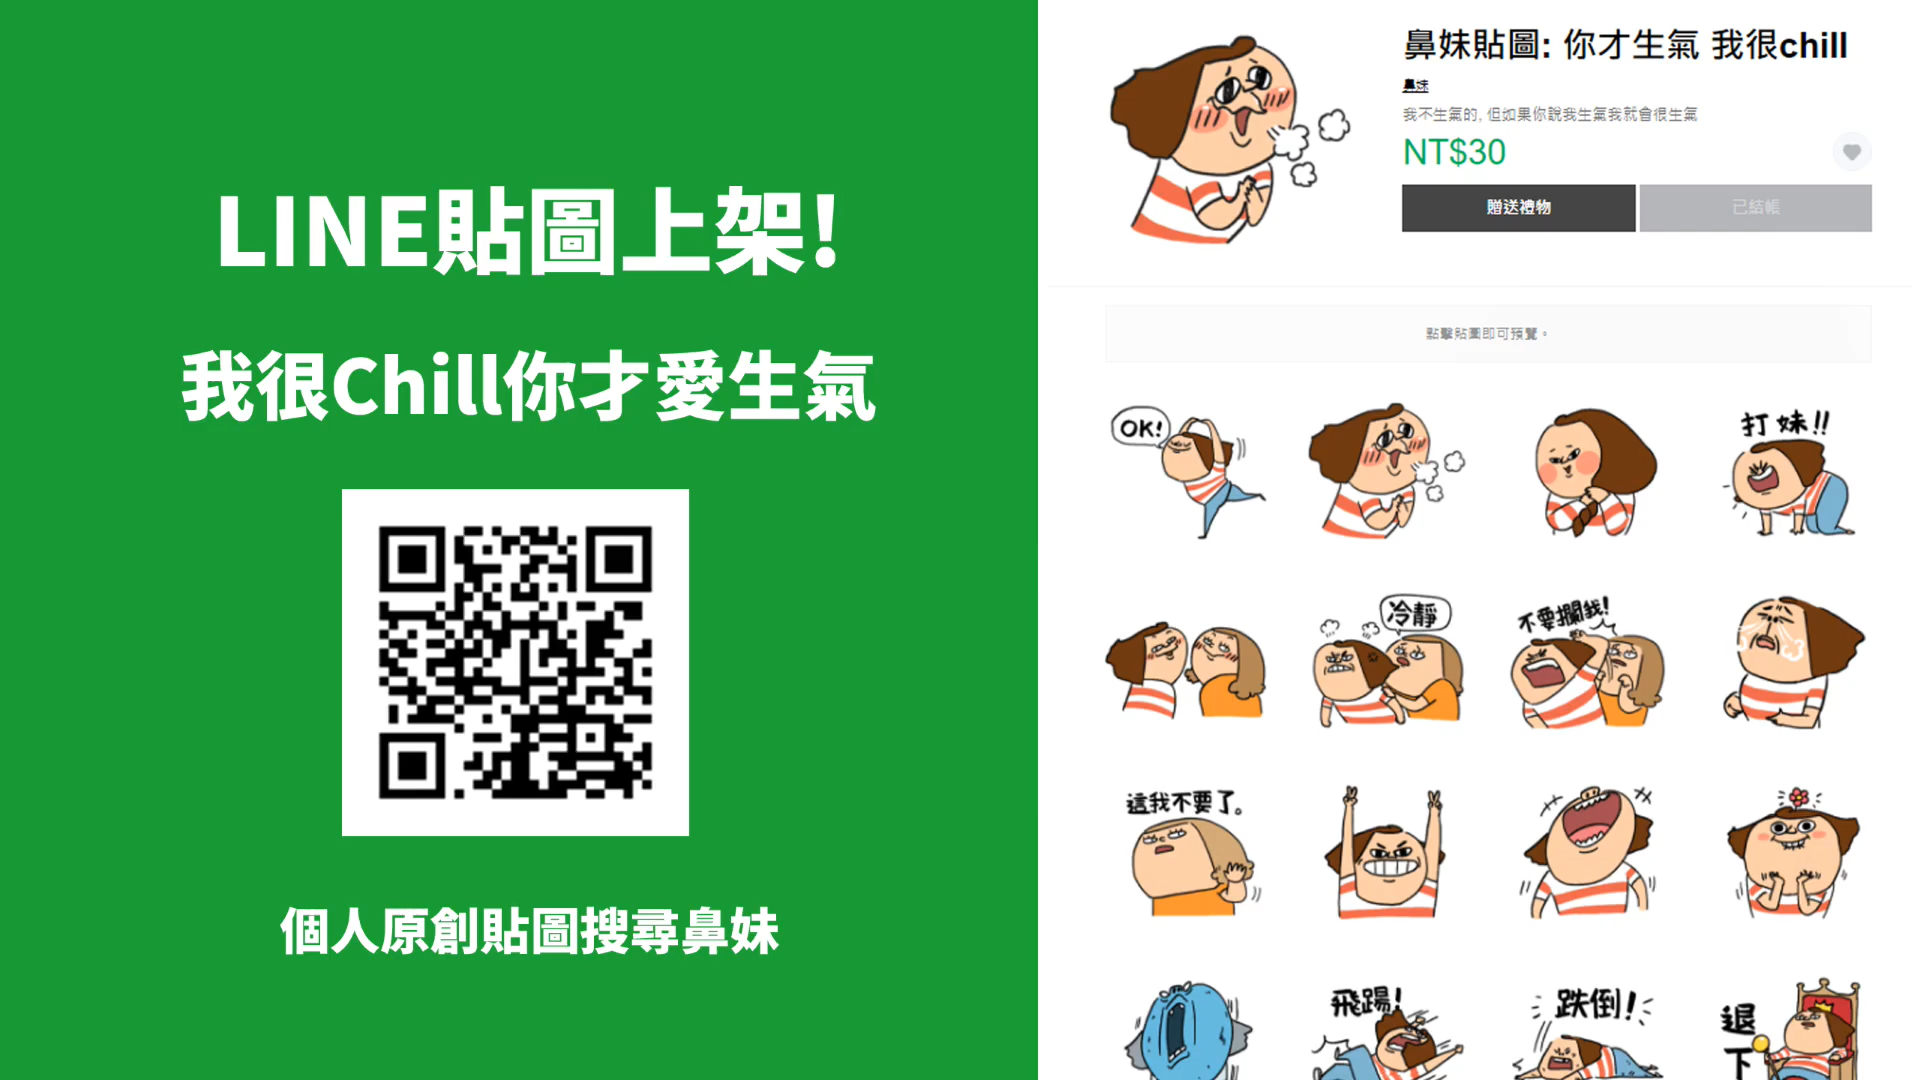 LINE貼圖上架!
我很Chill你才愛生氣
個人原創貼圖搜尋鼻妹
鼻妹貼圖: 你才生氣 我很chill
鼻妹
我不生氣的, 但如果你說我生氣我就會很生氣
NT$30
贈送禮物
已結帳
點擊貼圖即可預覽。
OK!
打妹!!
冷靜
不要攔我!
這我不要了。
飛踢!
跌倒!
退下